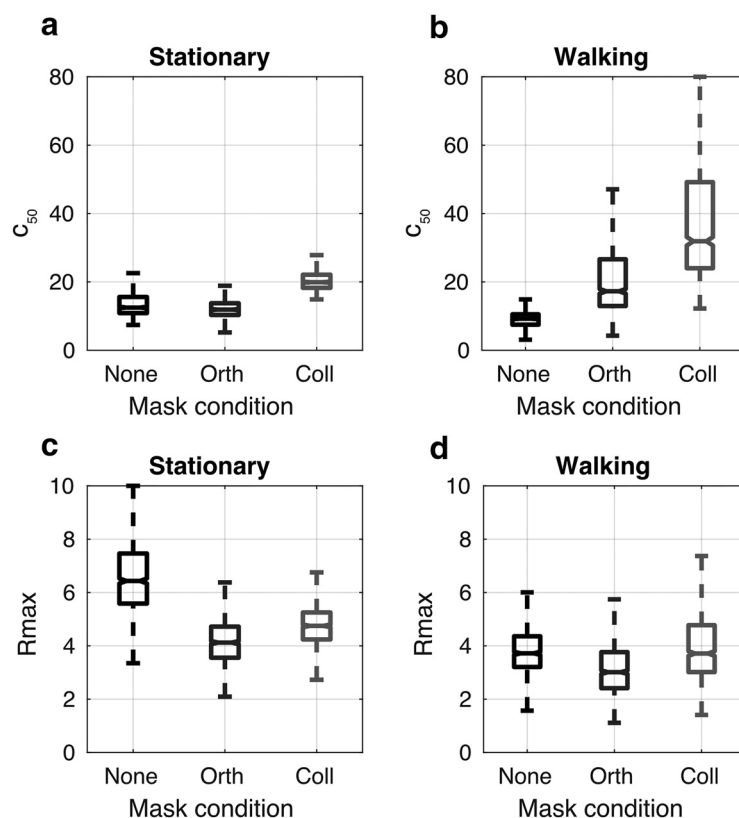 a
Stationary
80
60
40
20
0
c50
None Orth Coll
Mask condition
b
Walking
80
60
40
20
0
c50
None Orth Coll
Mask condition
c
Stationary
10
8
6
4
2
0
Rmax
None Orth Coll
Mask condition
d
Walking
10
8
6
4
2
0
Rmax
None Orth Coll
Mask condition